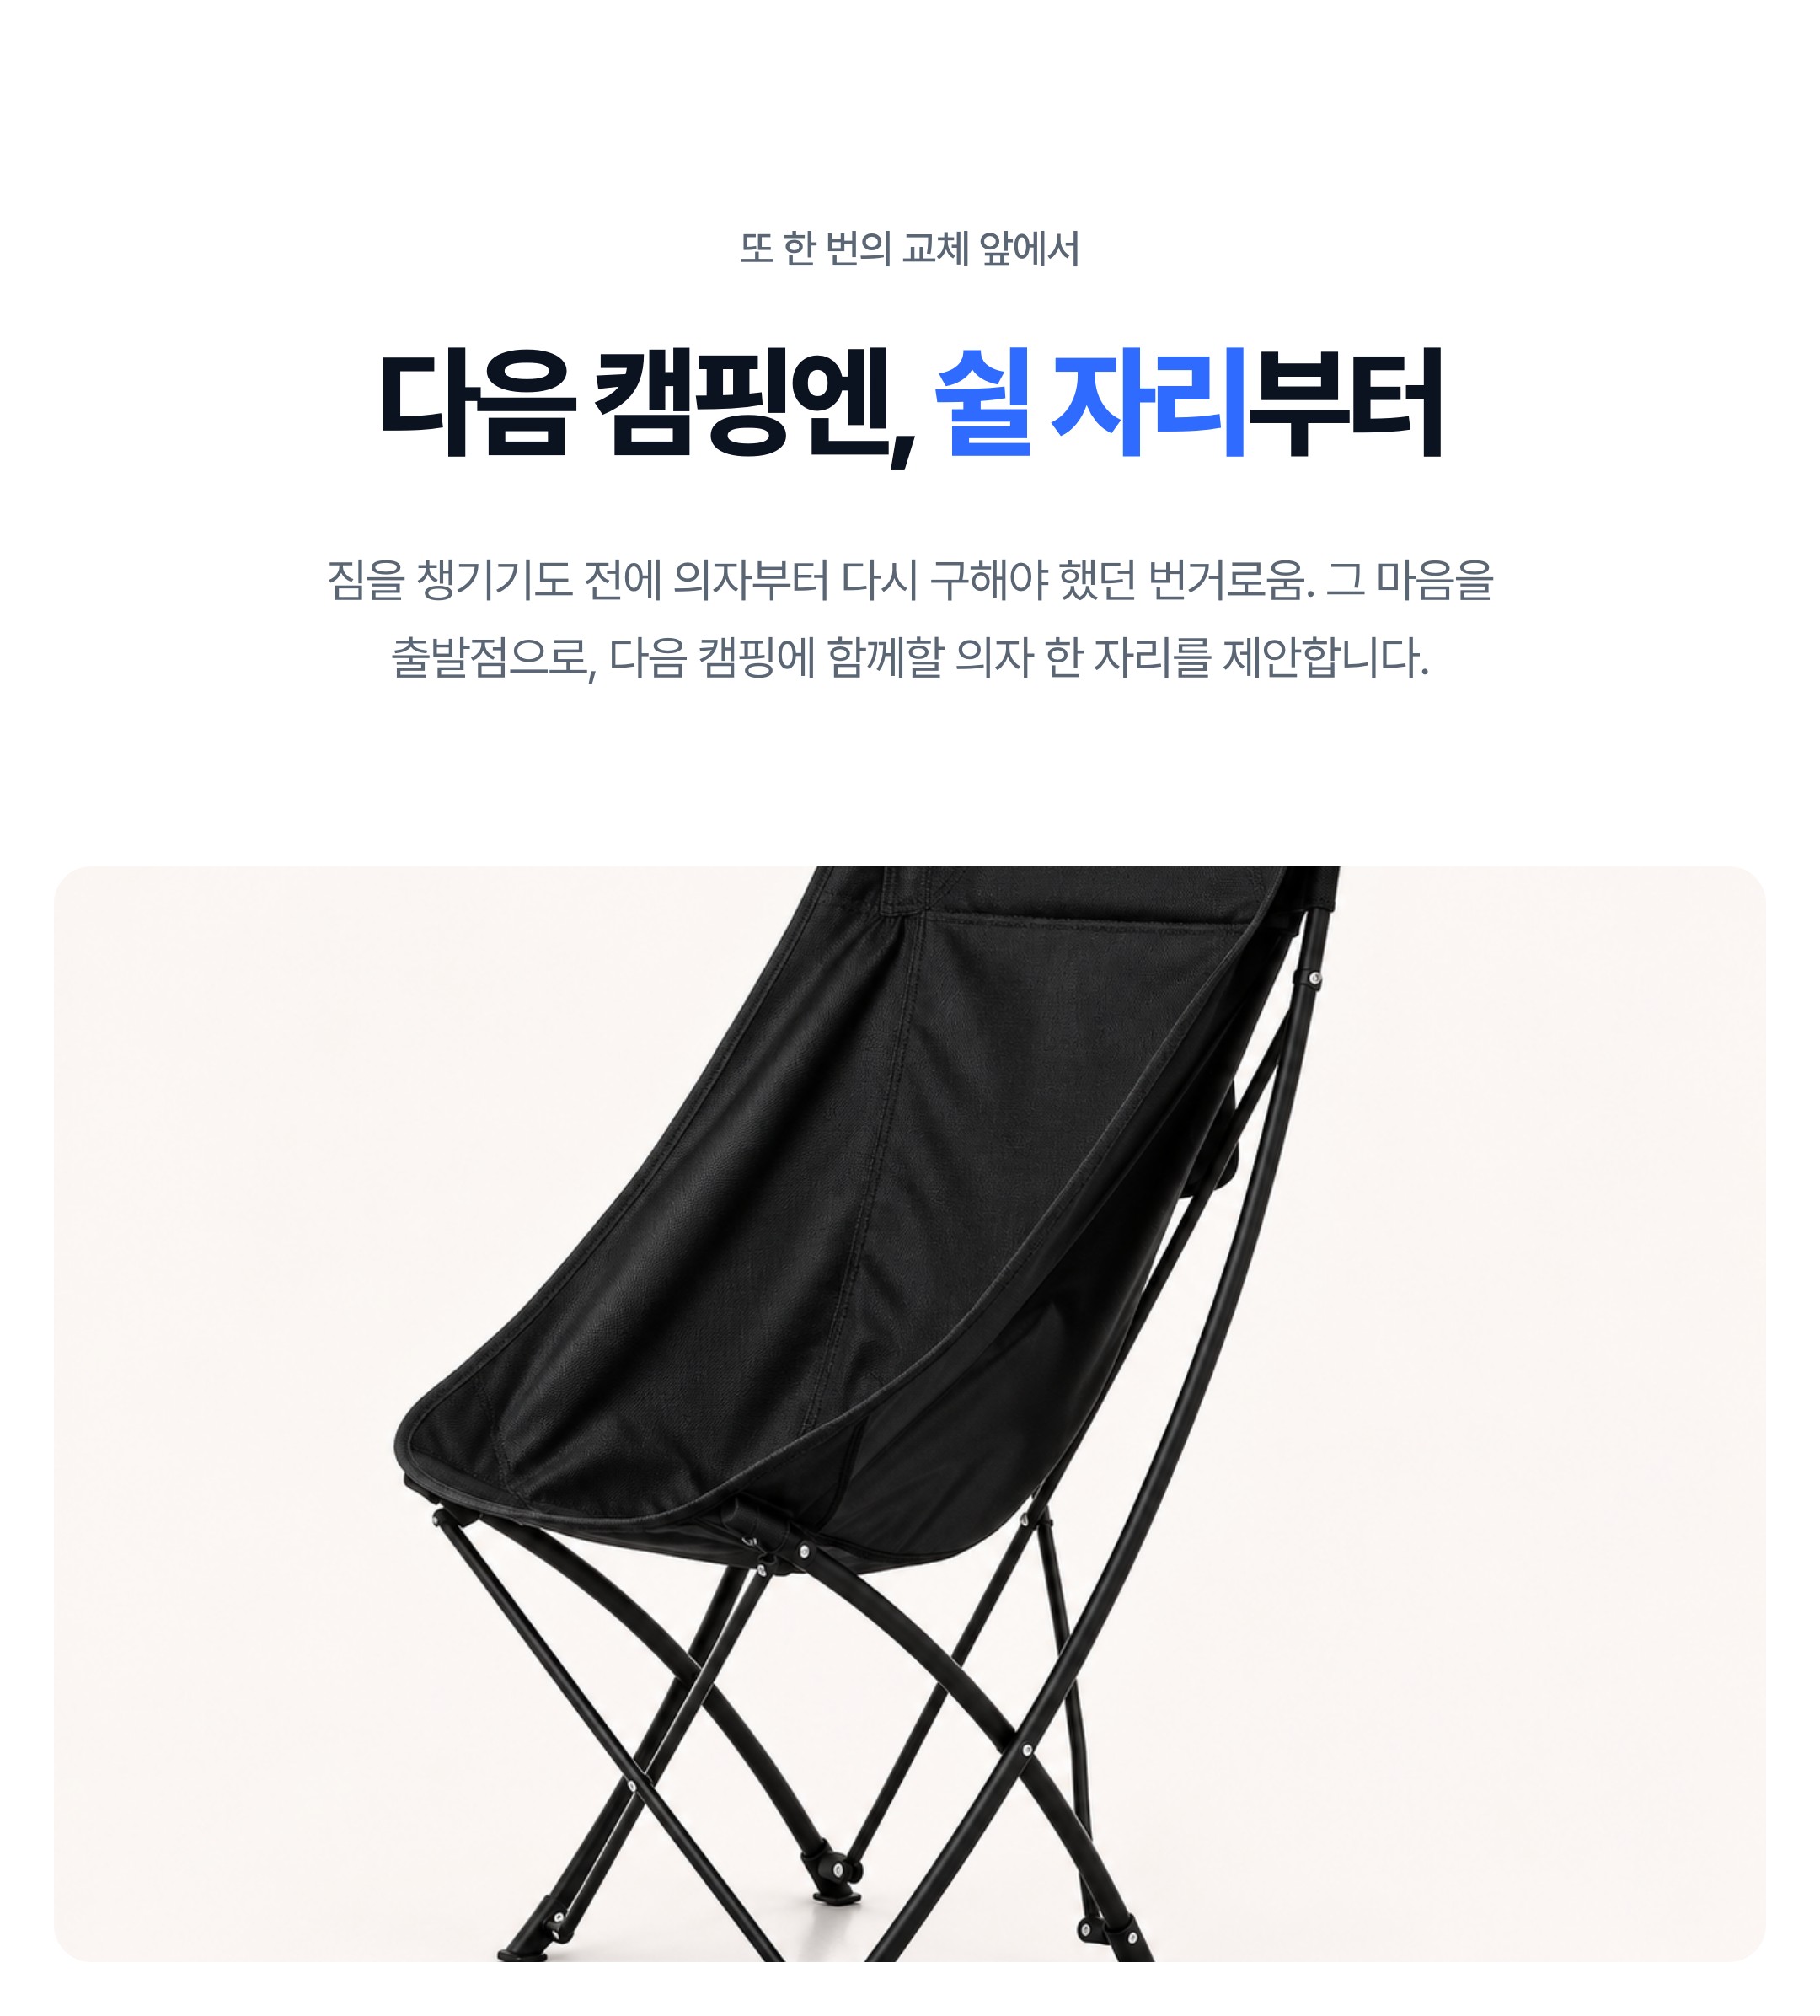 또 한 번의 교체 앞에서
다음 캠핑엔, 쉴 자리부터
짐을 챙기기도 전에 의자부터 다시 구해야 했던 번거로움. 그 마음을
출발점으로, 다음 캠핑에 함께할 의자 한 자리를 제안합니다.